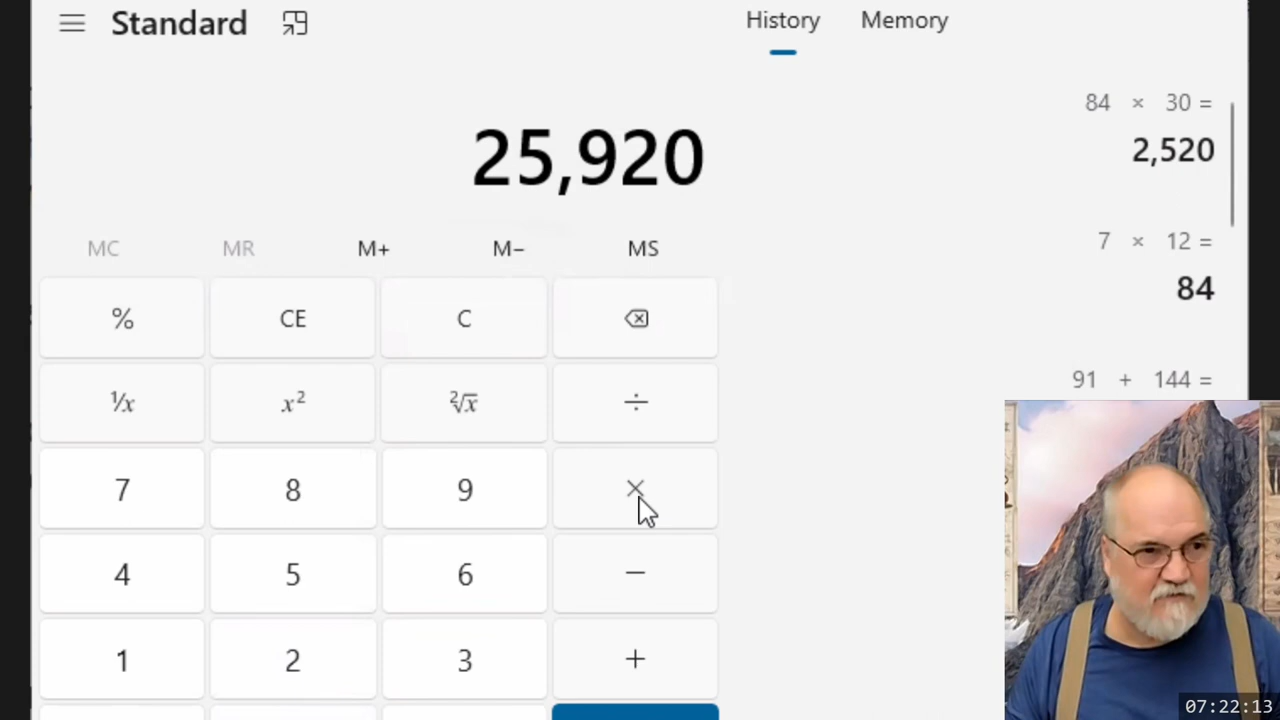 Standard
History Memory
84 × 30 =
2,520
25,920
7 × 12 =
84
MC MR M+ M− MS
% CE C
91 + 144 =
¹/x x² ²√x ÷
7 8 9 ×
4 5 6 −
1 2 3 +
07:22:13